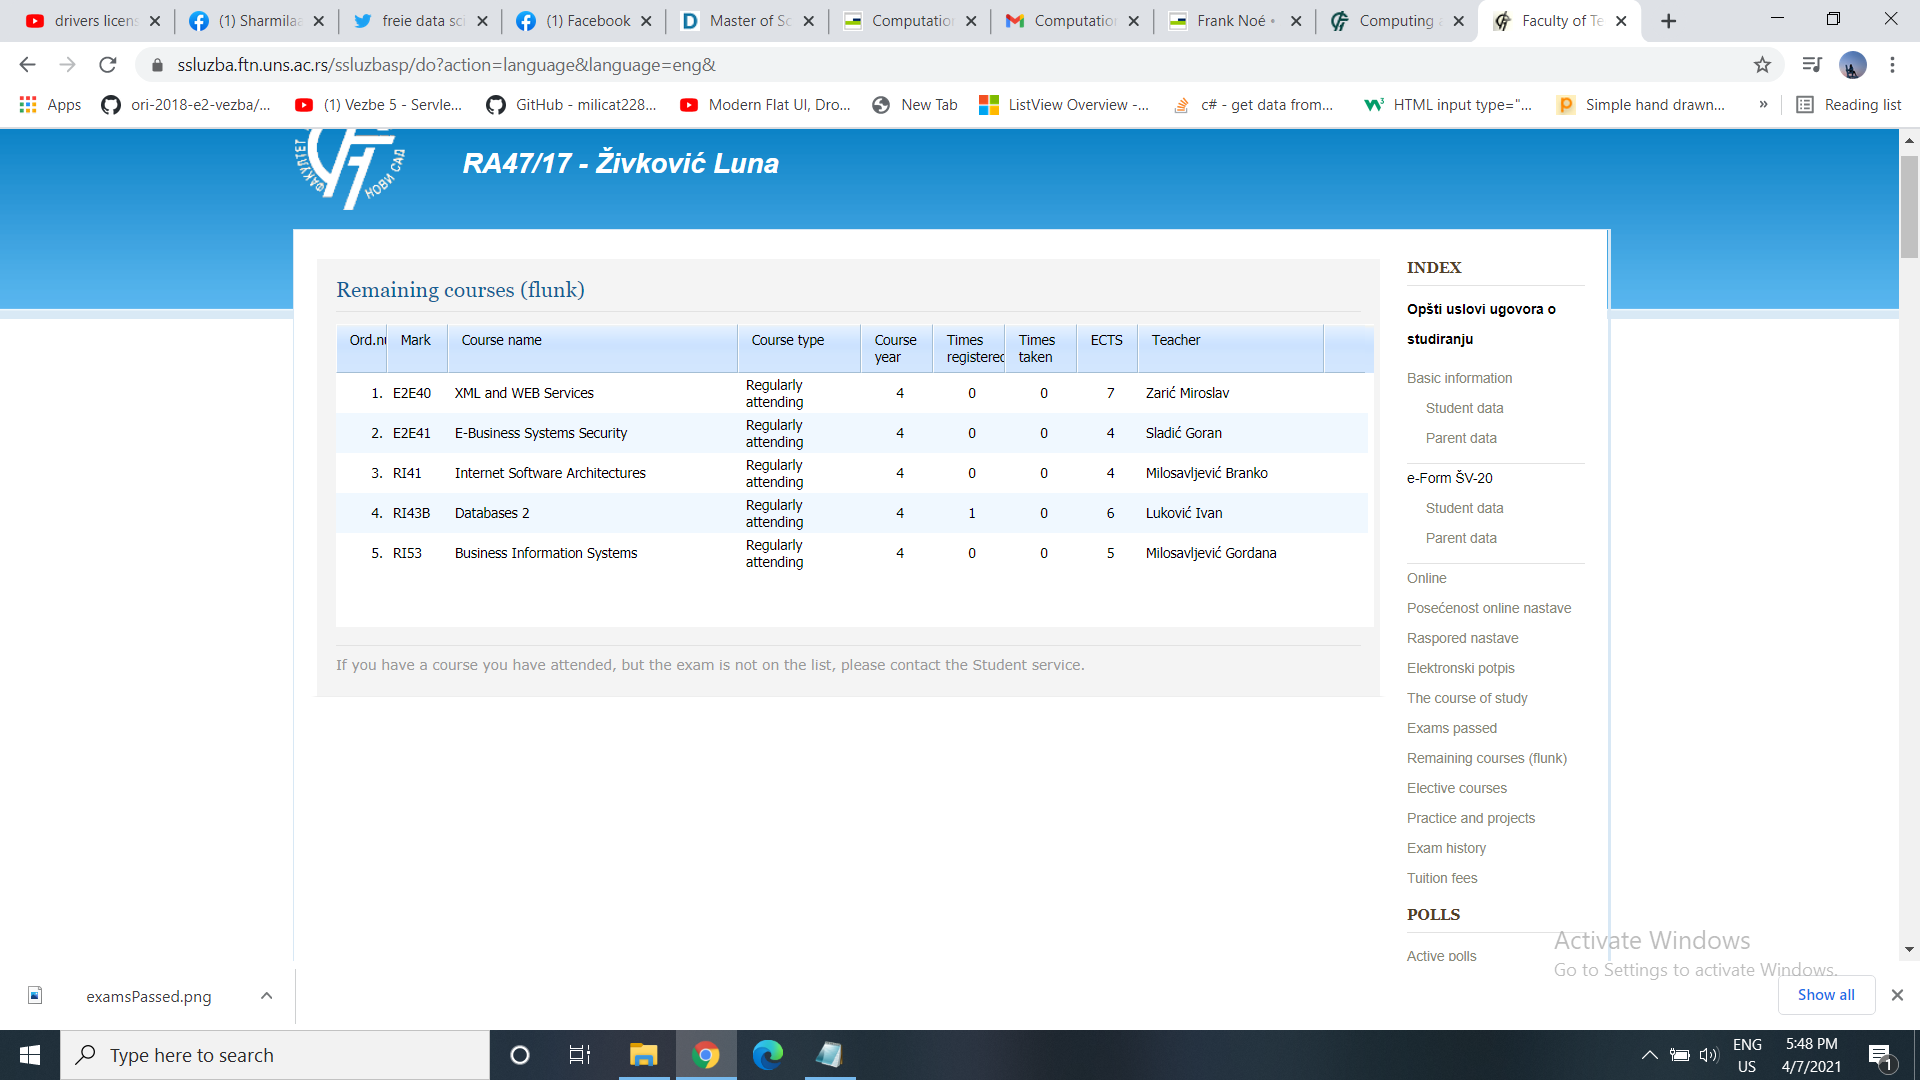 drivers licens
(1) Sharmila
freie data sci
(1) Facebook
Master of Sc
Computation
Computation
Frank Noé •
Computing a
Faculty of Te
ssluzba.ftn.uns.ac.rs/ssluzbasp/do?action=language&language=eng&
Apps
ori-2018-e2-vezba/...
(1) Vezbe 5 - Servle...
GitHub - milicat228...
Modern Flat UI, Dro...
New Tab
ListView Overview -...
c# - get data from...
HTML input type="...
Simple hand drawn...
»
Reading list
ФАКУЛТЕТ
НОВИ САД
RA47/17 - Živković Luna
Remaining courses (flunk)
Ord.nu Mark Course name Course type Course year Times registered Times taken ECTS Teacher
1. E2E40 XML and WEB Services Regularly attending 4 0 0 7 Zarić Miroslav
2. E2E41 E-Business Systems Security Regularly attending 4 0 0 4 Sladić Goran
3. RI41 Internet Software Architectures Regularly attending 4 0 0 4 Milosavljević Branko
4. RI43B Databases 2 Regularly attending 4 1 0 6 Luković Ivan
5. RI53 Business Information Systems Regularly attending 4 0 0 5 Milosavljević Gordana
If you have a course you have attended, but the exam is not on the list, please contact the Student service.
INDEX
Opšti uslovi ugovora o
studiranju
Basic information
Student data
Parent data
e-Form ŠV-20
Student data
Parent data
Online
Posećenost online nastave
Raspored nastave
Elektronski potpis
The course of study
Exams passed
Remaining courses (flunk)
Elective courses
Practice and projects
Exam history
Tuition fees
POLLS
Active polls
Activate Windows
Go to Settings to activate Windows.
examsPassed.png
Show all
Type here to search
ENG
US
5:48 PM
4/7/2021
1